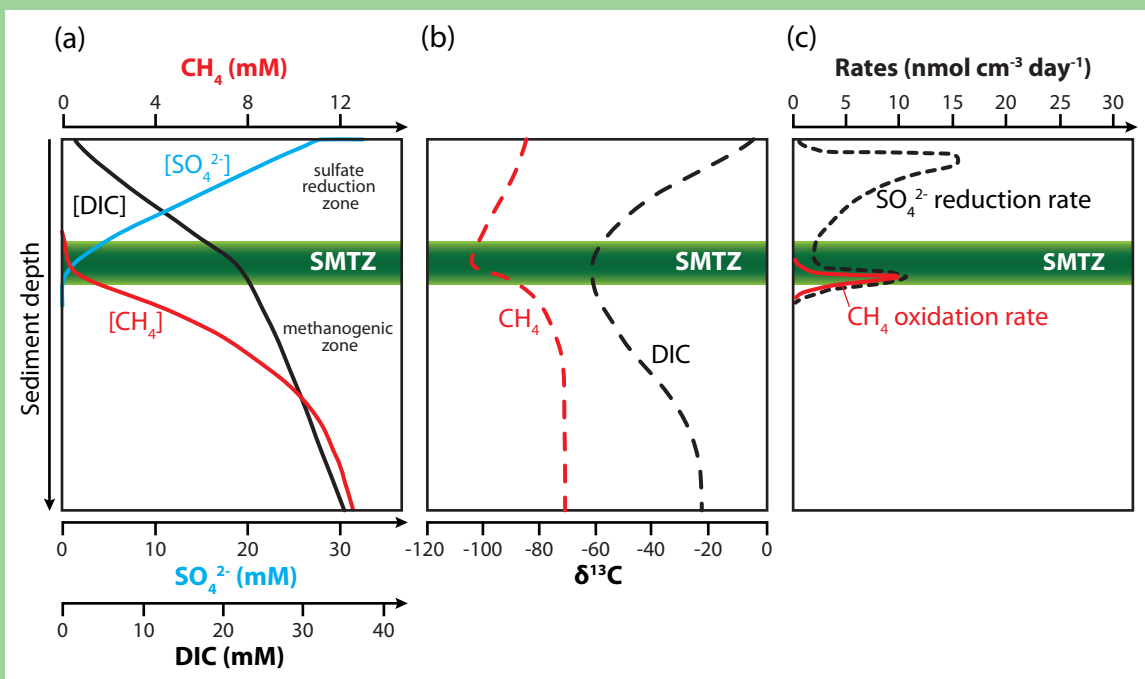 (a)
CH₄ (mM)
0 4 8 12
[SO₄²⁻]
sulfate
reduction
zone
[DIC]
SMTZ
[CH₄]
methanogenic
zone
Sediment depth
0 10 20 30
SO₄²⁻ (mM)
0 10 20 30 40
DIC (mM)
(b)
SMTZ
CH₄
DIC
-120 -100 -80 -60 -40 -20 0
δ¹³C
(c)
Rates (nmol cm⁻³ day⁻¹)
0 5 10 15 20 25 30
SO₄²⁻ reduction rate
SMTZ
CH₄ oxidation rate